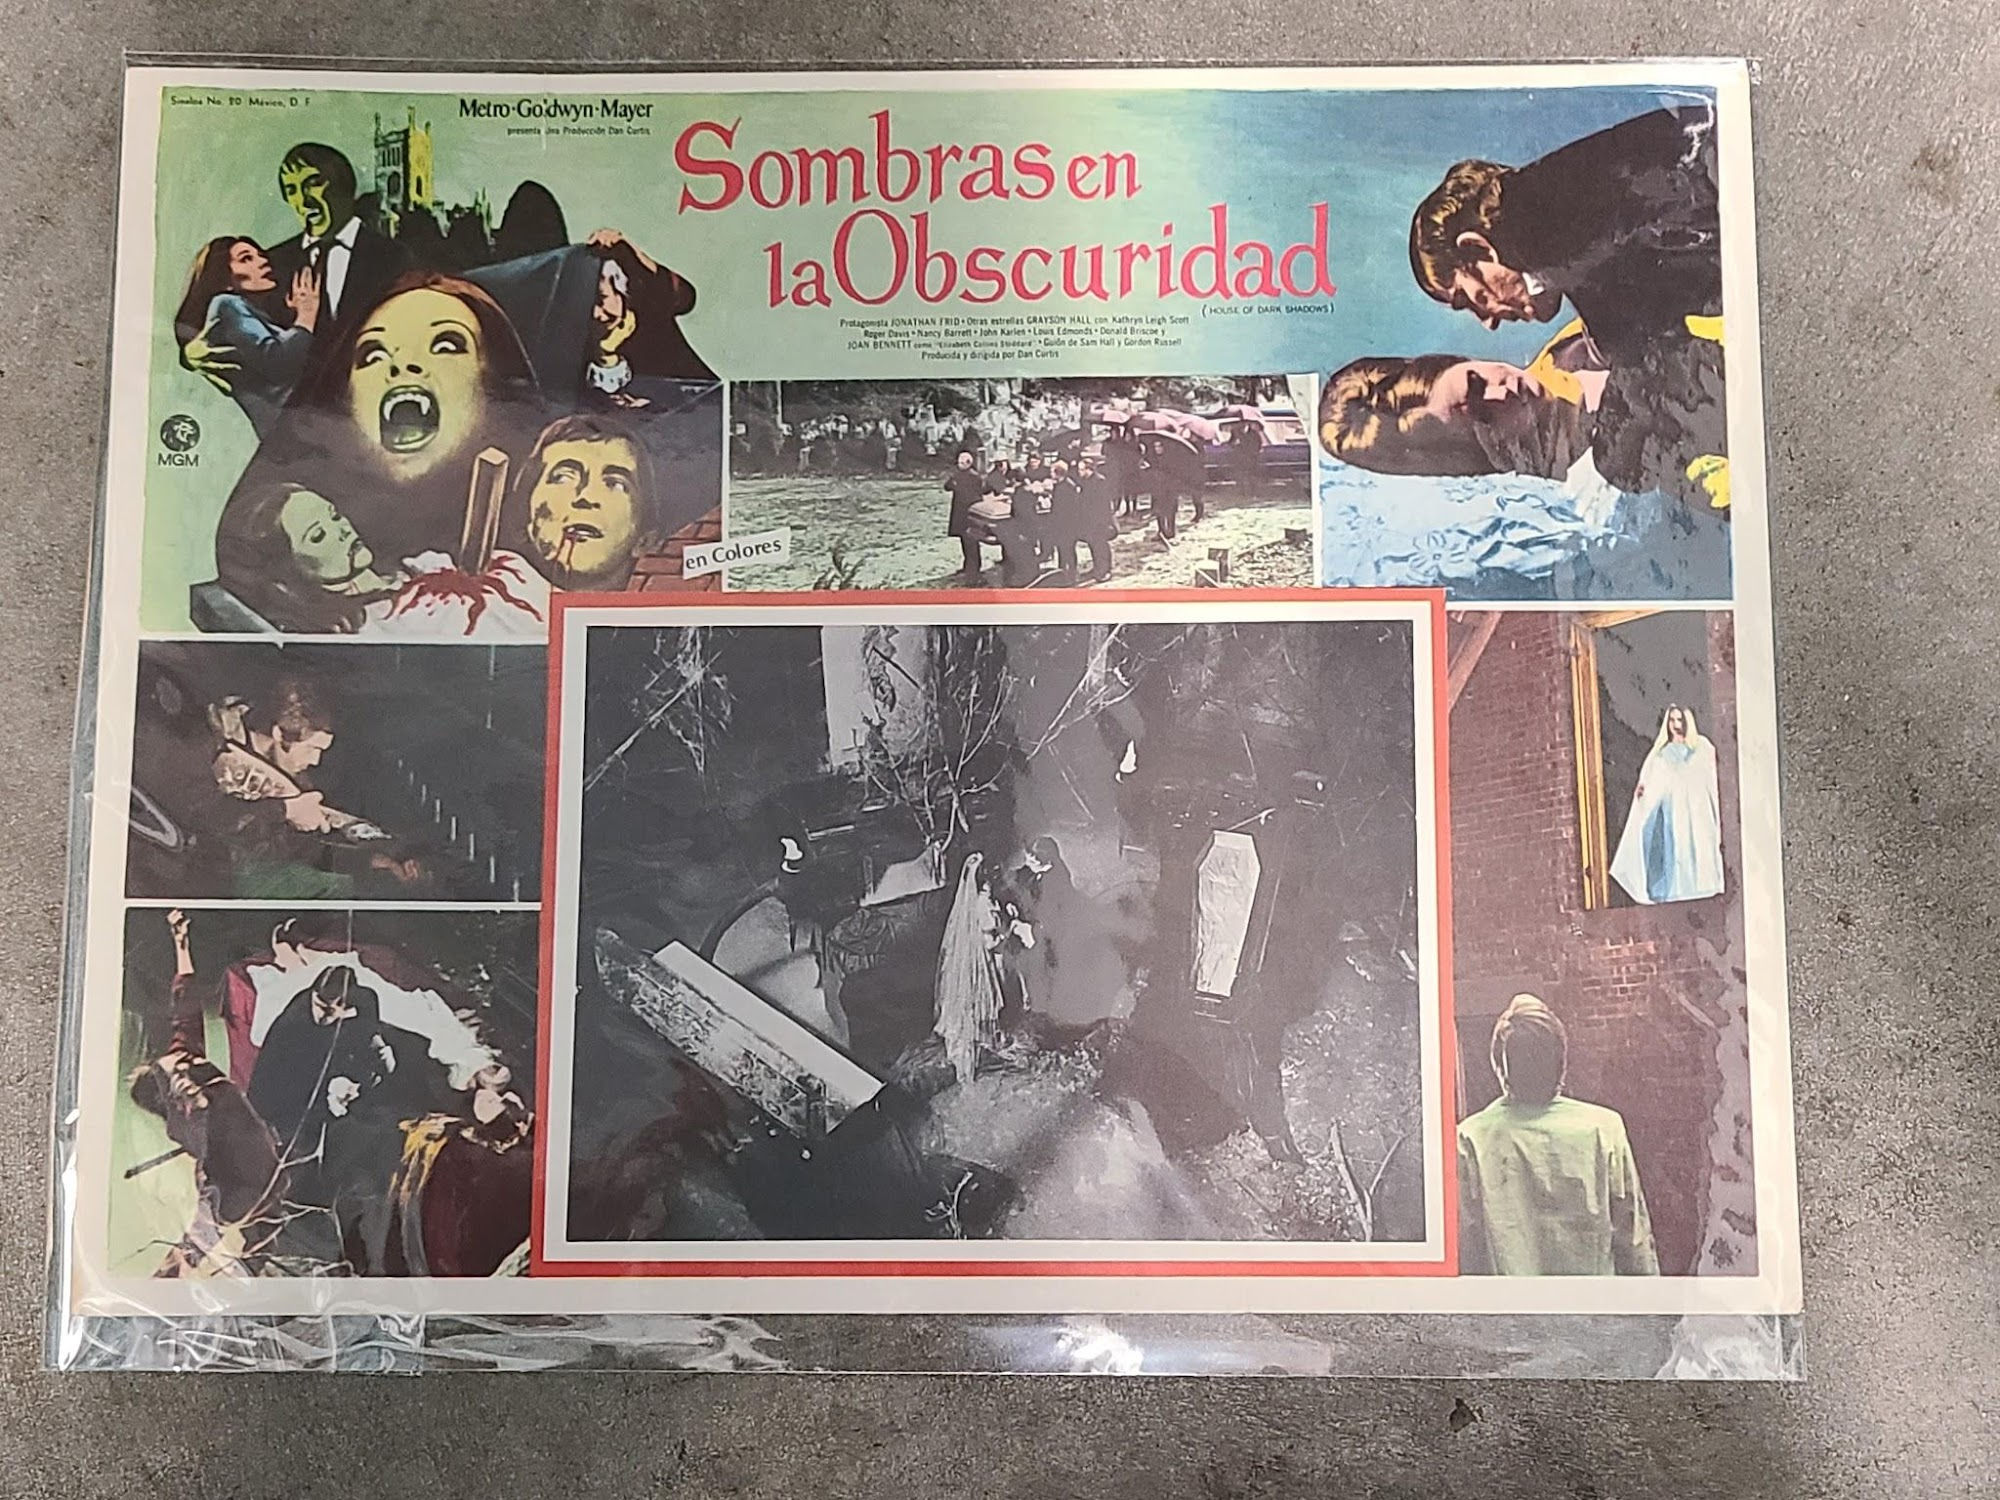 Sinaloa No. 20 México, D. F
Metro-Goldwyn-Mayer
presenta Una Producción Dan Curtis
Sombras en
la Obscuridad
(HOUSE OF DARK SHADOWS)
Protagonista JONATHAN FRID • Otras estrellas GRAYSON HALL con Kathryn Leigh Scott
Roger Davis • Nancy Barrett • John Karlen • Louis Edmonds • Donald Briscoe y
JOAN BENNETT como "Elizabeth Collins Stoddard" • Guión de Sam Hall y Gordon Russell
Producida y dirigida por Dan Curtis
MGM
en Colores